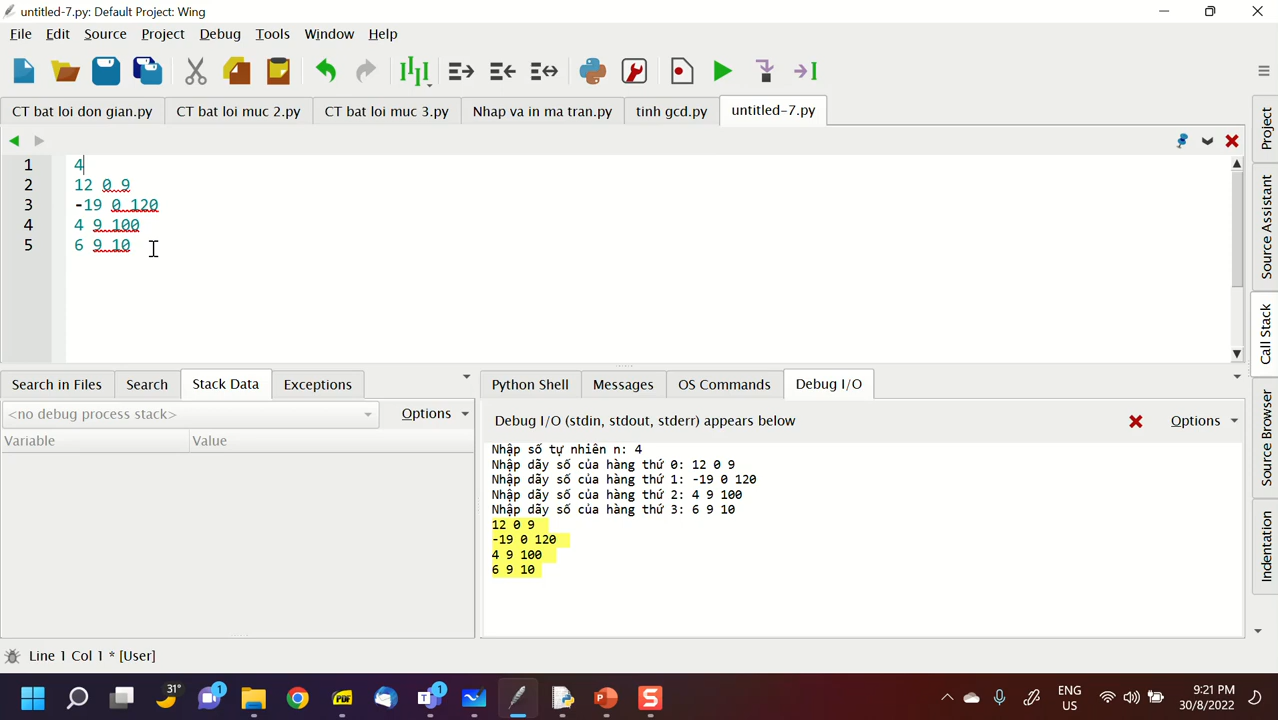 untitled-7.py: Default Project: Wing
File Edit Source Project Debug Tools Window Help
CT bat loi don gian.py CT bat loi muc 2.py CT bat loi muc 3.py Nhap va in ma tran.py tinh gcd.py untitled-7.py
1 4
2 12 0 9
3 -19 0 120
4 4 9 100
5 6 9 10
Project
Source Assistant
Call Stack
Source Browser
Indentation
Search in Files Search Stack Data Exceptions
<no debug process stack> Options
Variable Value
Python Shell Messages OS Commands Debug I/O
Debug I/O (stdin, stdout, stderr) appears below Options
Nhập số tự nhiên n: 4
Nhập dãy số của hàng thứ 0: 12 0 9
Nhập dãy số của hàng thứ 1: -19 0 120
Nhập dãy số của hàng thứ 2: 4 9 100
Nhập dãy số của hàng thứ 3: 6 9 10
12 0 9
-19 0 120
4 9 100
6 9 10
Line 1 Col 1 * [User]
31°
1
PDF
1
ENG
US
9:21 PM
30/8/2022